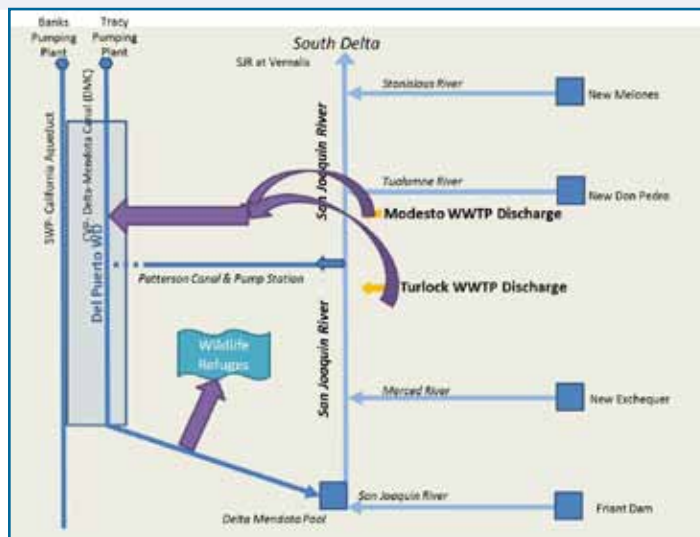 Banks
Pumping
Plant
Tracy
Pumping
Plant
South Delta
SJR at Vernalis
Stanislaus River
New Melones
SWP- California Aqueduct
CVP- Delta-Mendota Canal (DMC)
Del Puerto WD
San Joaquin River
Tuolumne River
New Don Pedro
Modesto WWTP Discharge
Patterson Canal & Pump Station
Turlock WWTP Discharge
Wildlife
Refuges
San Joaquin River
Merced River
New Exchequer
San Joaquin River
Delta Mendota Pool
Friant Dam